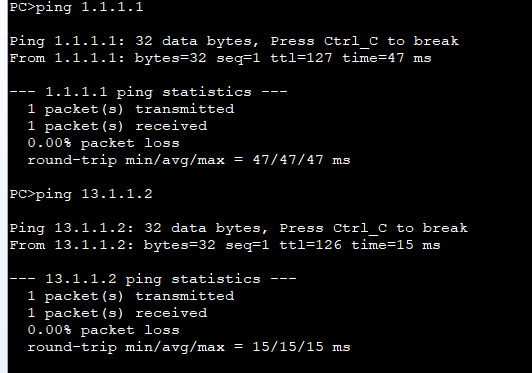 PC>ping 1.1.1.1
Ping 1.1.1.1: 32 data bytes, Press Ctrl_C to break
From 1.1.1.1: bytes=32 seq=1 ttl=127 time=47 ms
--- 1.1.1.1 ping statistics ---
1 packet(s) transmitted
1 packet(s) received
0.00% packet loss
round-trip min/avg/max = 47/47/47 ms
PC>ping 13.1.1.2
Ping 13.1.1.2: 32 data bytes, Press Ctrl_C to break
From 13.1.1.2: bytes=32 seq=1 ttl=126 time=15 ms
--- 13.1.1.2 ping statistics ---
1 packet(s) transmitted
1 packet(s) received
0.00% packet loss
round-trip min/avg/max = 15/15/15 ms